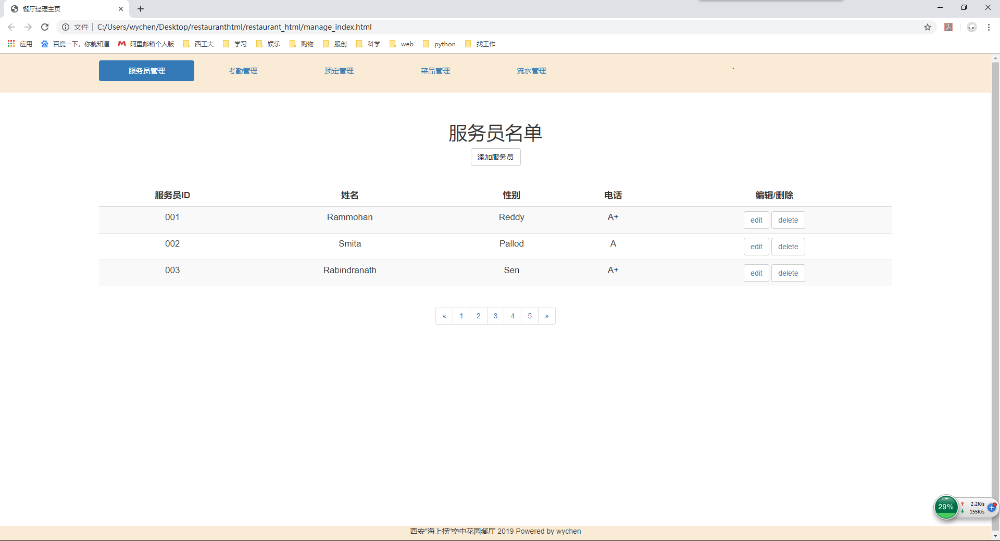 餐厅经理主页
文件 C:/Users/wychen/Desktop/restauranthtml/restaurant_html/manage_index.html
应用 百度一下，你就知道 阿里邮箱个人版 西工大 学习 娱乐 购物 服创 科学 web python 找工作
服务员管理 考勤管理 预定管理 菜品管理 流水管理 `
服务员名单
添加服务员
服务员ID 姓名 性别 电话 编辑/删除
001 Rammohan Reddy A+ edit delete
002 Smita Pallod A edit delete
003 Rabindranath Sen A+ edit delete
« 1 2 3 4 5 »
29% 2.2K/s
155K/s
西安"海上捞"空中花园餐厅 2019 Powered by wychen